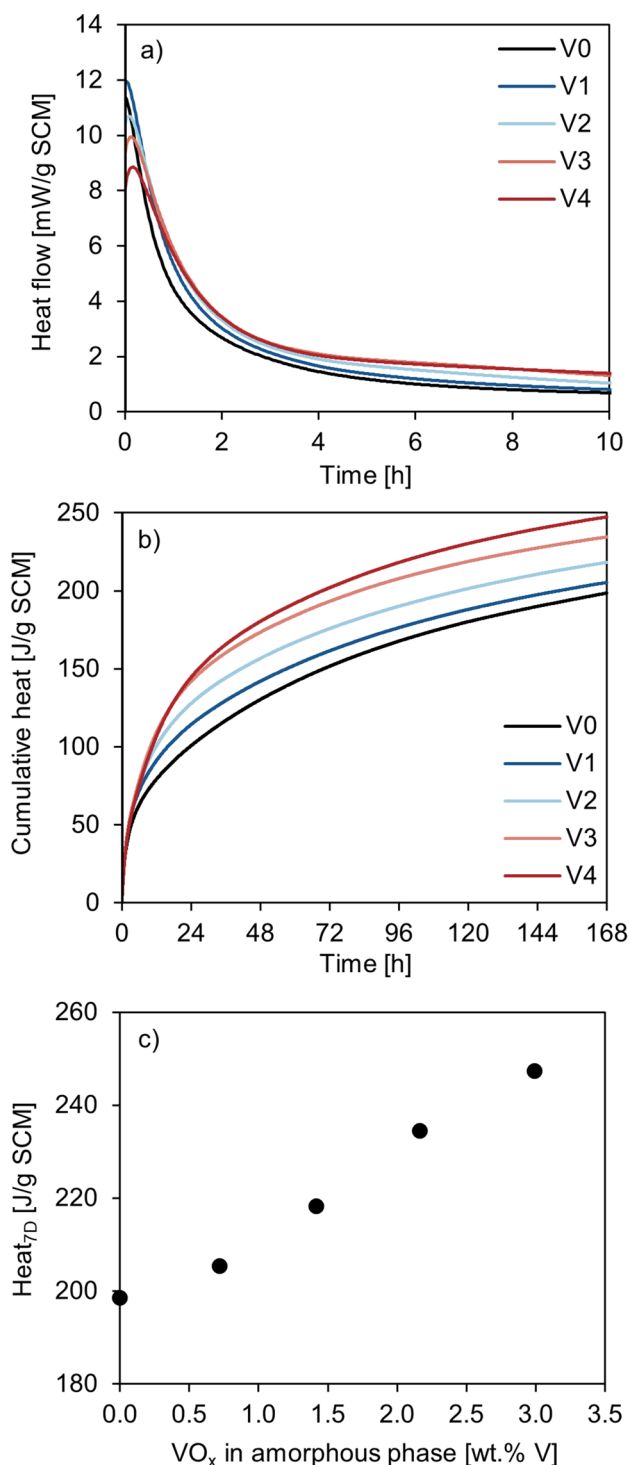 a)
Heat flow [mW/g SCM]
14
12
10
8
6
4
2
0
V0
V1
V2
V3
V4
0 2 4 6 8 10
Time [h]
b)
Cumulative heat [J/g SCM]
250
200
150
100
50
0
V0
V1
V2
V3
V4
0 24 48 72 96 120 144 168
Time [h]
c)
Heat7D [J/g SCM]
260
240
220
200
180
0.0 0.5 1.0 1.5 2.0 2.5 3.0 3.5
VOx in amorphous phase [wt.% V]